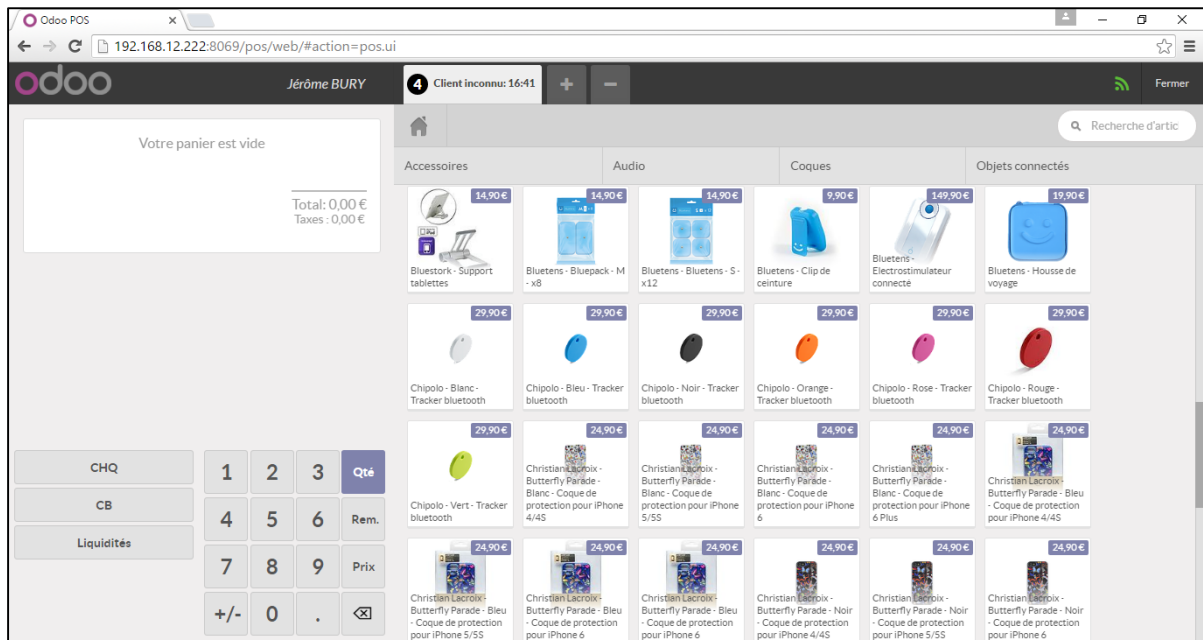 Odoo POS
192.168.12.222:8069/pos/web/#action=pos.ui
odoo
Jérôme BURY
4 Client inconnu: 16:41
+
−
Fermer
Votre panier est vide
Total: 0,00 €
Taxes : 0,00 €
Recherche d'artic
Accessoires
Audio
Coques
Objets connectés
14,90 €
Bluestork - Support
tablettes
14,90 €
Bluetens - Bluepack - M
- x8
14,90 €
Bluetens - Bluetens - S -
x12
9,90 €
Bluetens - Clip de
ceinture
149,90 €
Bluetens -
Electrostimulateur
connecté
19,90 €
Bluetens - Housse de
voyage
29,90 €
Chipolo - Blanc -
Tracker bluetooth
29,90 €
Chipolo - Bleu - Tracker
bluetooth
29,90 €
Chipolo - Noir - Tracker
bluetooth
29,90 €
Chipolo - Orange -
Tracker bluetooth
29,90 €
Chipolo - Rose - Tracker
bluetooth
29,90 €
Chipolo - Rouge -
Tracker bluetooth
29,90 €
Chipolo - Vert - Tracker
bluetooth
24,90 €
Christian Lacroix -
Butterfly Parade -
Blanc - Coque de
protection pour iPhone
4/4S
24,90 €
Christian Lacroix -
Butterfly Parade -
Blanc - Coque de
protection pour iPhone
5/5S
24,90 €
Christian Lacroix -
Butterfly Parade -
Blanc - Coque de
protection pour iPhone
6
24,90 €
Christian Lacroix -
Butterfly Parade -
Blanc - Coque de
protection pour iPhone
6 Plus
24,90 €
Christian Lacroix -
Butterfly Parade - Bleu
- Coque de protection
pour iPhone 4/4S
24,90 €
Christian Lacroix -
Butterfly Parade - Bleu
- Coque de protection
pour iPhone 5/5S
24,90 €
Christian Lacroix -
Butterfly Parade - Bleu
- Coque de protection
pour iPhone 6
24,90 €
Christian Lacroix -
Butterfly Parade - Bleu
- Coque de protection
pour iPhone 6
24,90 €
Christian Lacroix -
Butterfly Parade - Noir
- Coque de protection
pour iPhone 4/4S
24,90 €
Christian Lacroix -
Butterfly Parade - Noir
- Coque de protection
pour iPhone 5/5S
24,90 €
Christian Lacroix -
Butterfly Parade - Noir
- Coque de protection
pour iPhone 6
CHQ
CB
Liquidités
1 2 3 Qté
4 5 6 Rem.
7 8 9 Prix
+/- 0 .